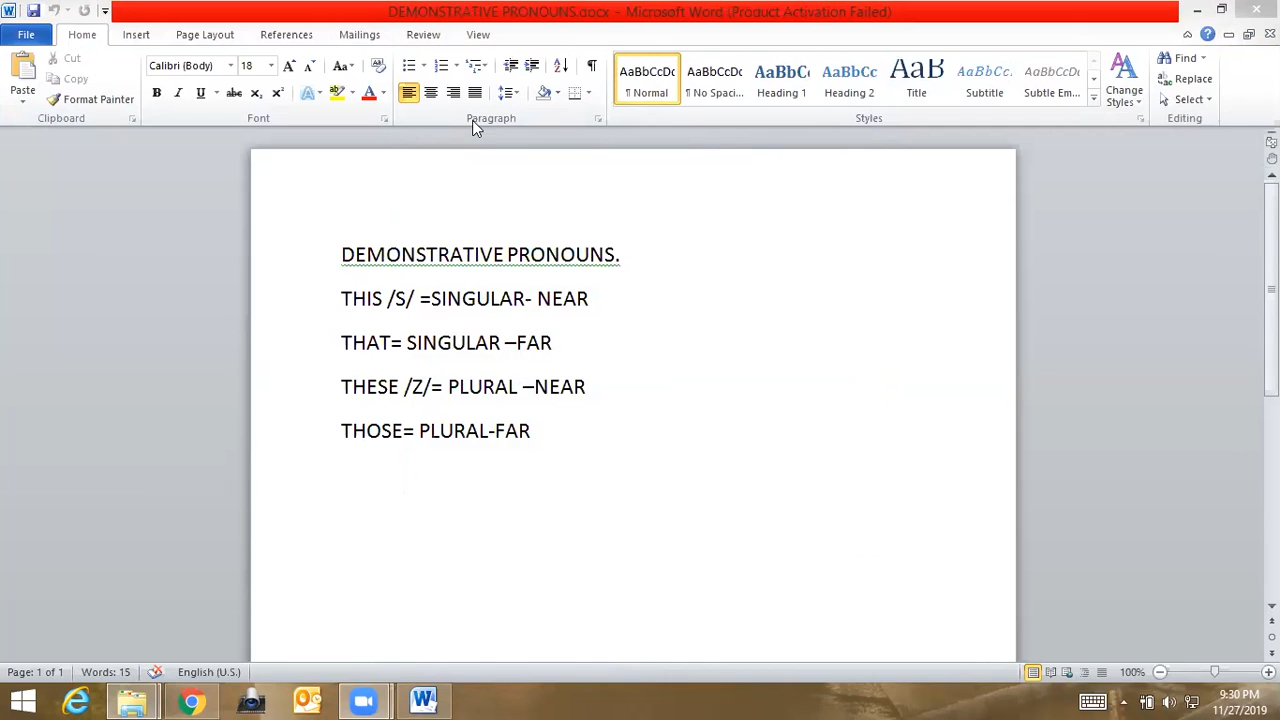 DEMONSTRATIVE PRONOUNS.docx - Microsoft Word (Product Activation Failed)
File Home Insert Page Layout References Mailings Review View
Paste
Cut
Copy
Format Painter
Clipboard
Calibri (Body) 18
Font
Paragraph
AaBbCcDc AaBbCcDc AaBbCc AaBbCc AaB AaBbCc. AaBbCcDc
¶ Normal ¶ No Spaci... Heading 1 Heading 2 Title Subtitle Subtle Em...
Change Styles
Styles
Find
Replace
Select
Editing
DEMONSTRATIVE PRONOUNS.
THIS /S/ =SINGULAR- NEAR
THAT= SINGULAR –FAR
THESE /Z/= PLURAL –NEAR
THOSE= PLURAL-FAR
Page: 1 of 1 Words: 15 English (U.S.) 100%
9:30 PM
11/27/2019